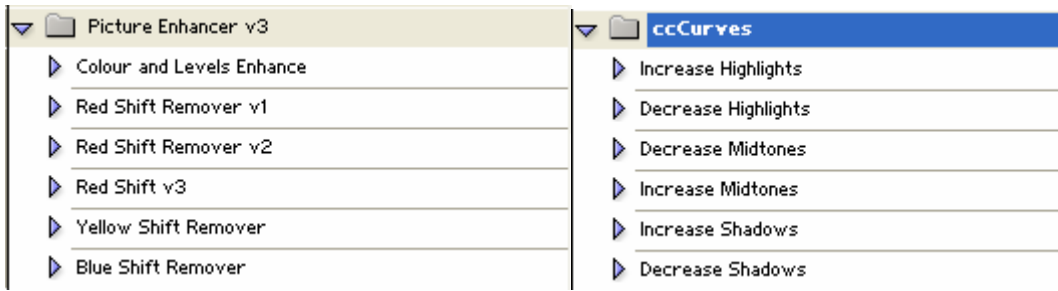 Picture Enhancer v3
Colour and Levels Enhance
Red Shift Remover v1
Red Shift Remover v2
Red Shift v3
Yellow Shift Remover
Blue Shift Remover
ccCurves
Increase Highlights
Decrease Highlights
Decrease Midtones
Increase Midtones
Increase Shadows
Decrease Shadows